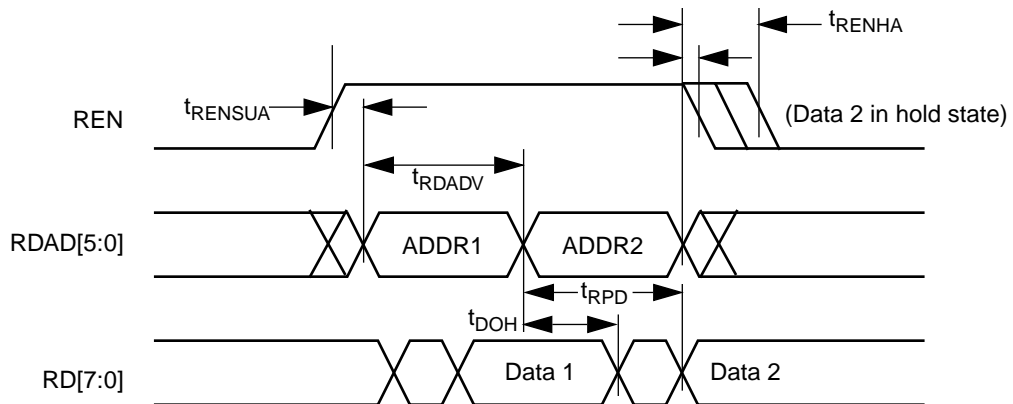 tRENHA
tRENSUA
REN
(Data 2 in hold state)
tRDADV
RDAD[5:0]
ADDR1
ADDR2
tRPD
tDOH
RD[7:0]
Data 1
Data 2